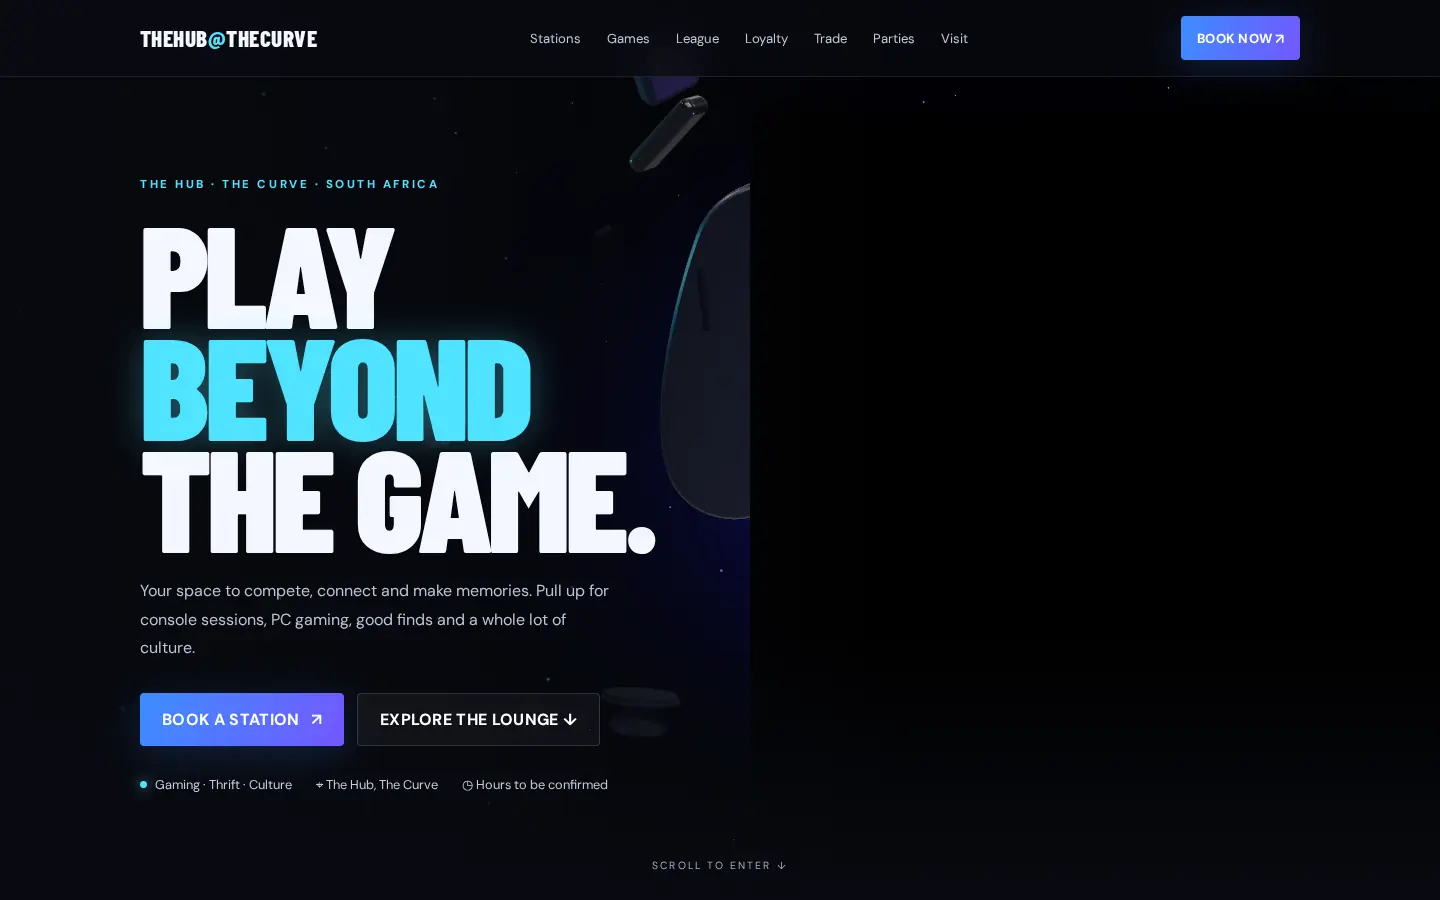 THEHUB@THECURVE
Stations Games League Loyalty Trade Parties Visit
BOOK NOW ↗
THE HUB · THE CURVE · SOUTH AFRICA
PLAY
BEYOND
THE GAME.
Your space to compete, connect and make memories. Pull up for
console sessions, PC gaming, good finds and a whole lot of
culture.
BOOK A STATION ↗
EXPLORE THE LOUNGE ↓
Gaming · Thrift · Culture
⌖ The Hub, The Curve
◷ Hours to be confirmed
SCROLL TO ENTER ↓